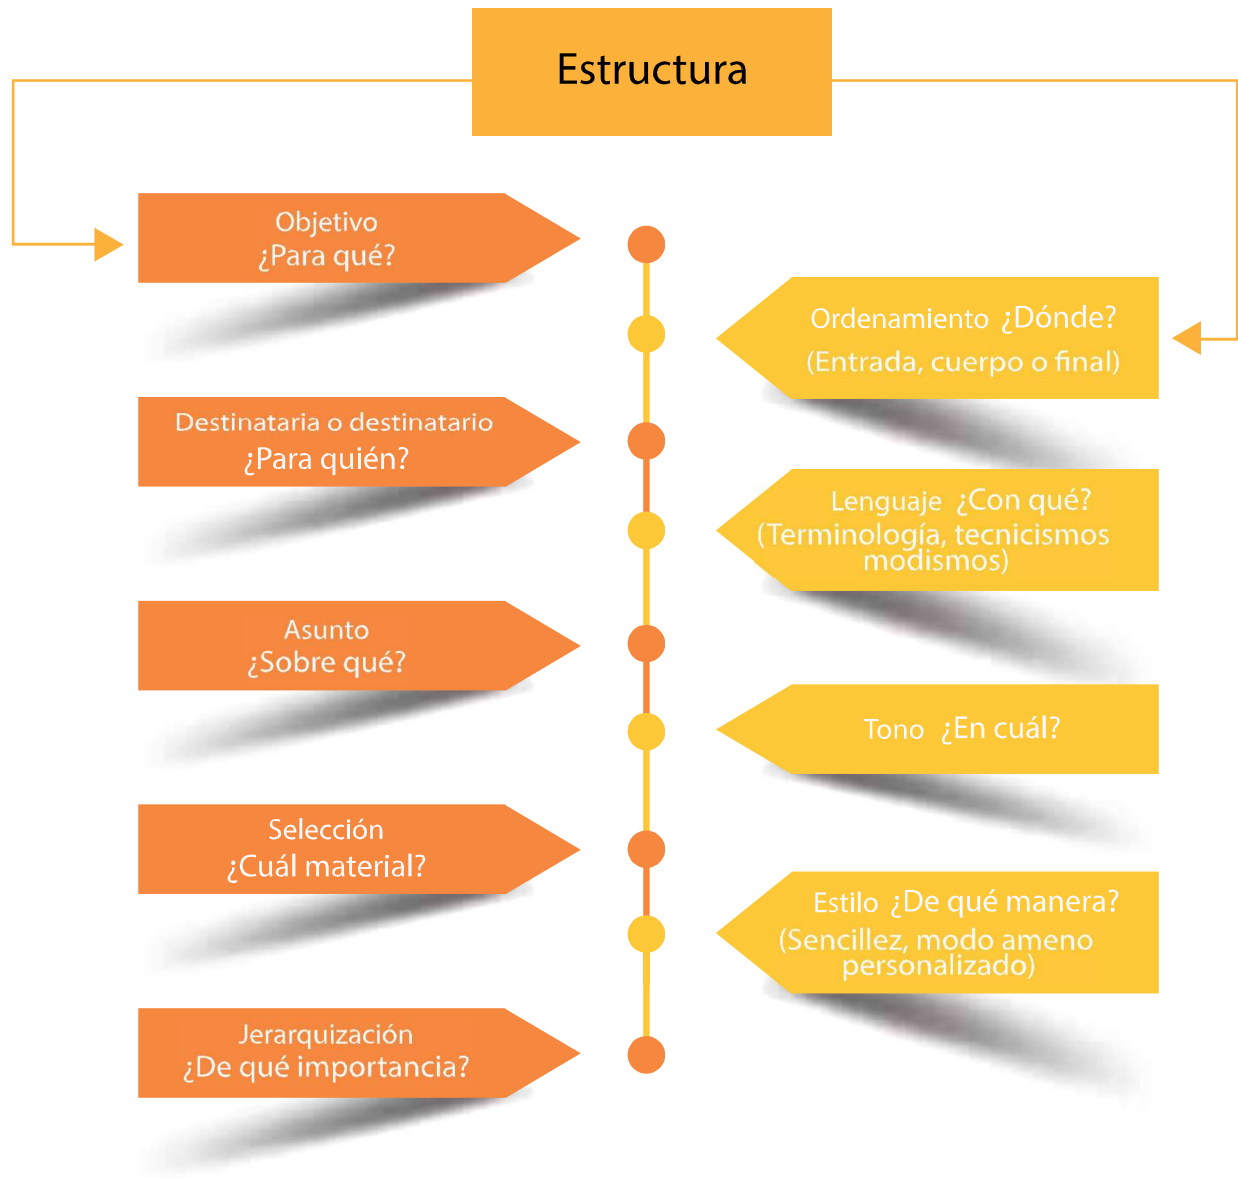 Estructura
Objetivo
¿Para qué?
Ordenamiento ¿Dónde?
(Entrada, cuerpo o final)
Destinataria o destinatario
¿Para quién?
Lenguaje ¿Con qué?
(Terminología, tecnicismos
modismos)
Asunto
¿Sobre qué?
Tono ¿En cuál?
Selección
¿Cuál material?
Estilo ¿De qué manera?
(Sencillez, modo ameno
personalizado)
Jerarquización
¿De qué importancia?